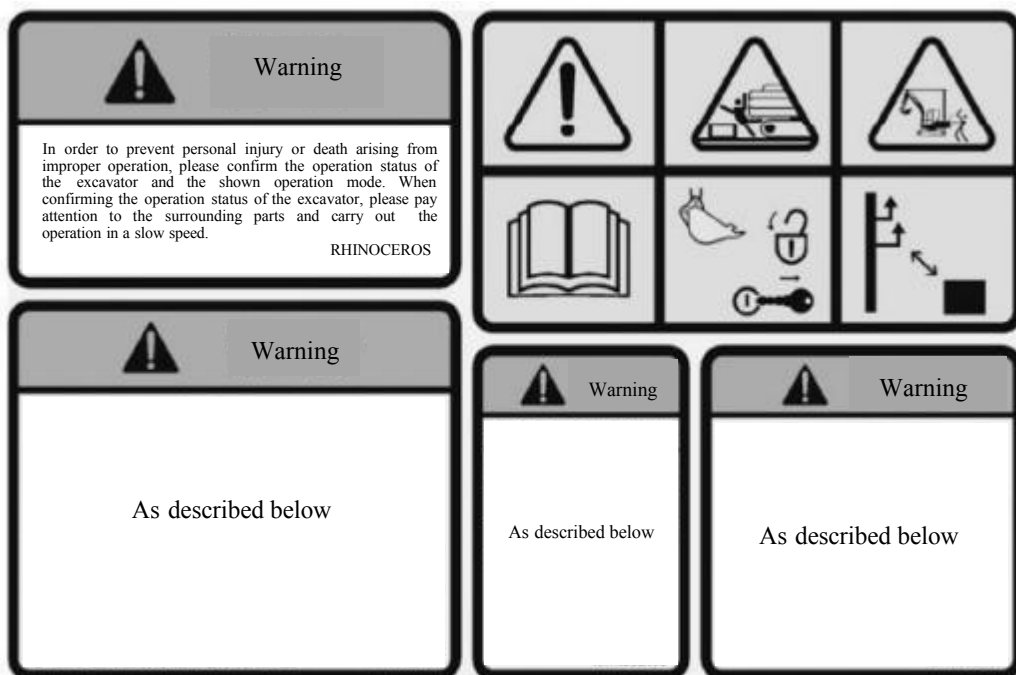 Warning
In order to prevent personal injury or death arising from
improper operation, please confirm the operation status of
the excavator and the shown operation mode. When
confirming the operation status of the excavator, please pay
attention to the surrounding parts and carry out the
operation in a slow speed.
RHINOCEROS
Warning
As described below
Warning
As described below
Warning
As described below